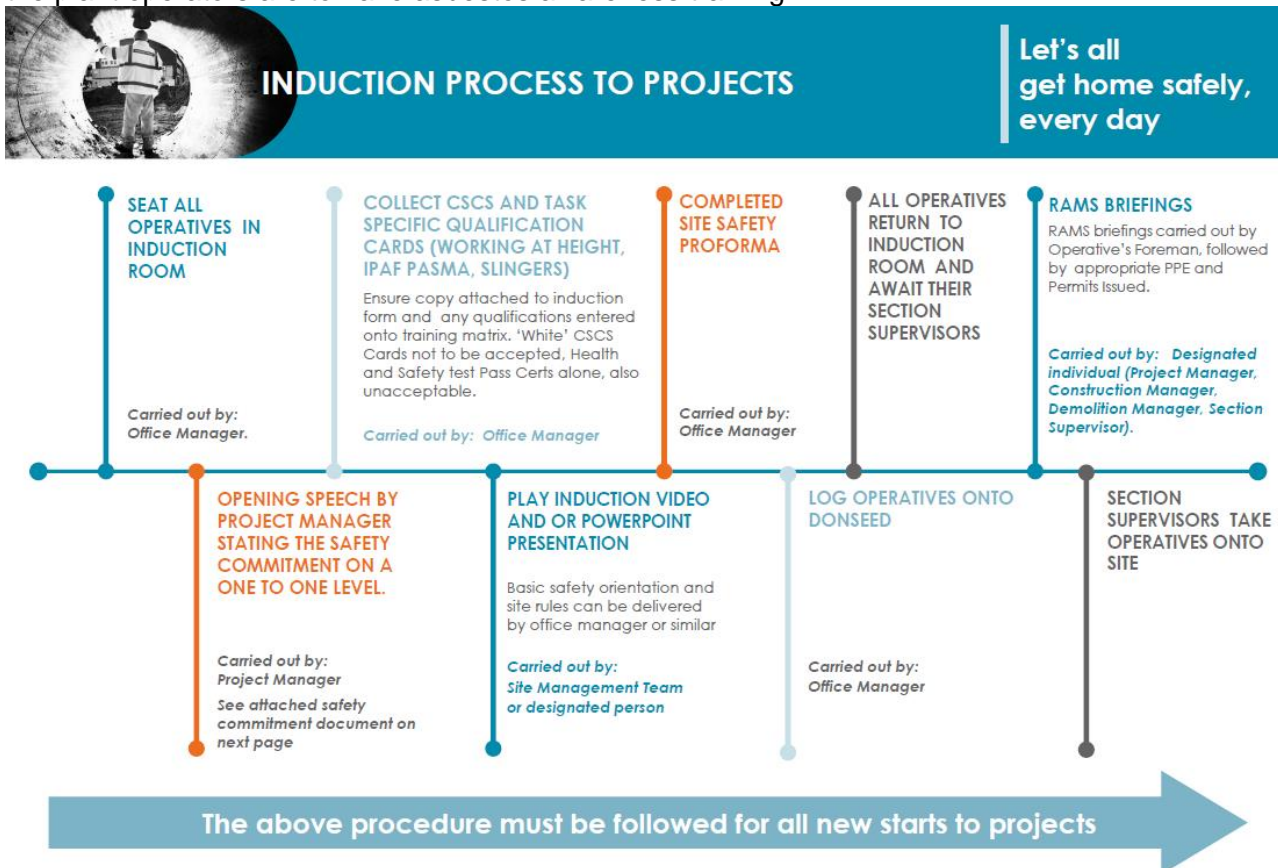 the plant operators are to have asbestos awareness training
INDUCTION PROCESS TO PROJECTS
Let's all
get home safely,
every day
SEAT ALL
OPERATIVES IN
INDUCTION
ROOM
Carried out by:
Office Manager.
COLLECT CSCS AND TASK
SPECIFIC QUALIFICATION
CARDS (WORKING AT HEIGHT,
IPAF PASMA, SLINGERS)
Ensure copy attached to induction
form and any qualifications entered
onto training matrix. 'White' CSCS
Cards not to be accepted, Health
and Safety test Pass Certs alone, also
unacceptable.
Carried out by: Office Manager
COMPLETED
SITE SAFETY
PROFORMA
Carried out by:
Office Manager
ALL OPERATIVES
RETURN TO
INDUCTION
ROOM AND
AWAIT THEIR
SECTION
SUPERVISORS
RAMS BRIEFINGS
RAMS briefings carried out by
Operative's Foreman, followed
by appropriate PPE and
Permits Issued.
Carried out by: Designated
individual (Project Manager,
Construction Manager,
Demolition Manager, Section
Supervisor).
OPENING SPEECH BY
PROJECT MANAGER
STATING THE SAFETY
COMMITMENT ON A
ONE TO ONE LEVEL.
Carried out by:
Project Manager
See attached safety
commitment document on
next page
PLAY INDUCTION VIDEO
AND OR POWERPOINT
PRESENTATION
Basic safety orientation and
site rules can be delivered
by office manager or similar
Carried out by:
Site Management Team
or designated person
LOG OPERATIVES ONTO
DONSEED
Carried out by:
Office Manager
SECTION
SUPERVISORS TAKE
OPERATIVES ONTO
SITE
The above procedure must be followed for all new starts to projects